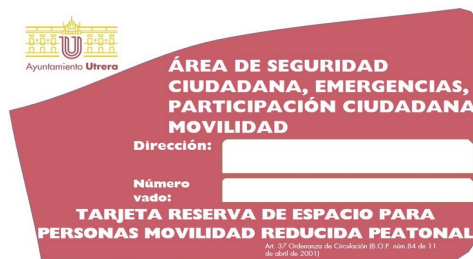 Ayuntamiento Utrera
ÁREA DE SEGURIDAD
CIUDADANA, EMERGENCIAS,
PARTICIPACIÓN CIUDADANA
MOVILIDAD
Dirección:
Número
vado:
TARJETA RESERVA DE ESPACIO PARA
PERSONAS MOVILIDAD REDUCIDA PEATONAL
Art. 37 Ordenanza de Circulación (B.O.P. núm 84 de 11
de abril de 2001)